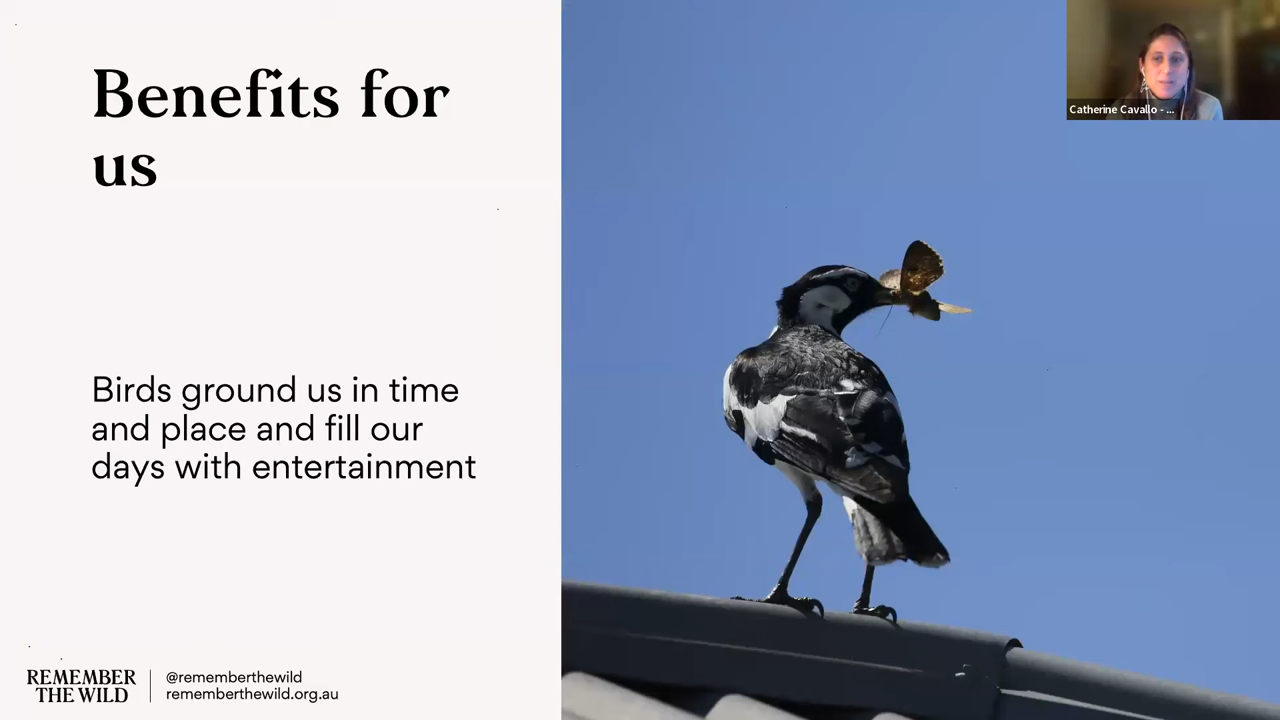 Benefits for
us
Birds ground us in time
and place and fill our
days with entertainment
REMEMBER
THE WILD
@rememberthewild
rememberthewild.org.au
Catherine Cavallo - ...